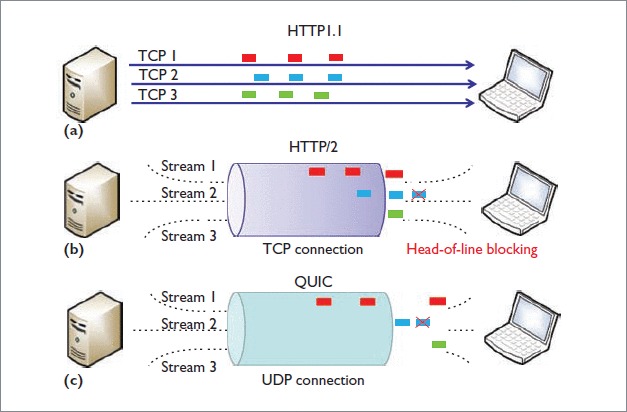 HTTP1.1
TCP 1
TCP 2
TCP 3
(a)
HTTP/2
Stream 1
Stream 2
Stream 3
(b)
TCP connection
Head-of-line blocking
QUIC
Stream 1
Stream 2
Stream 3
(c)
UDP connection